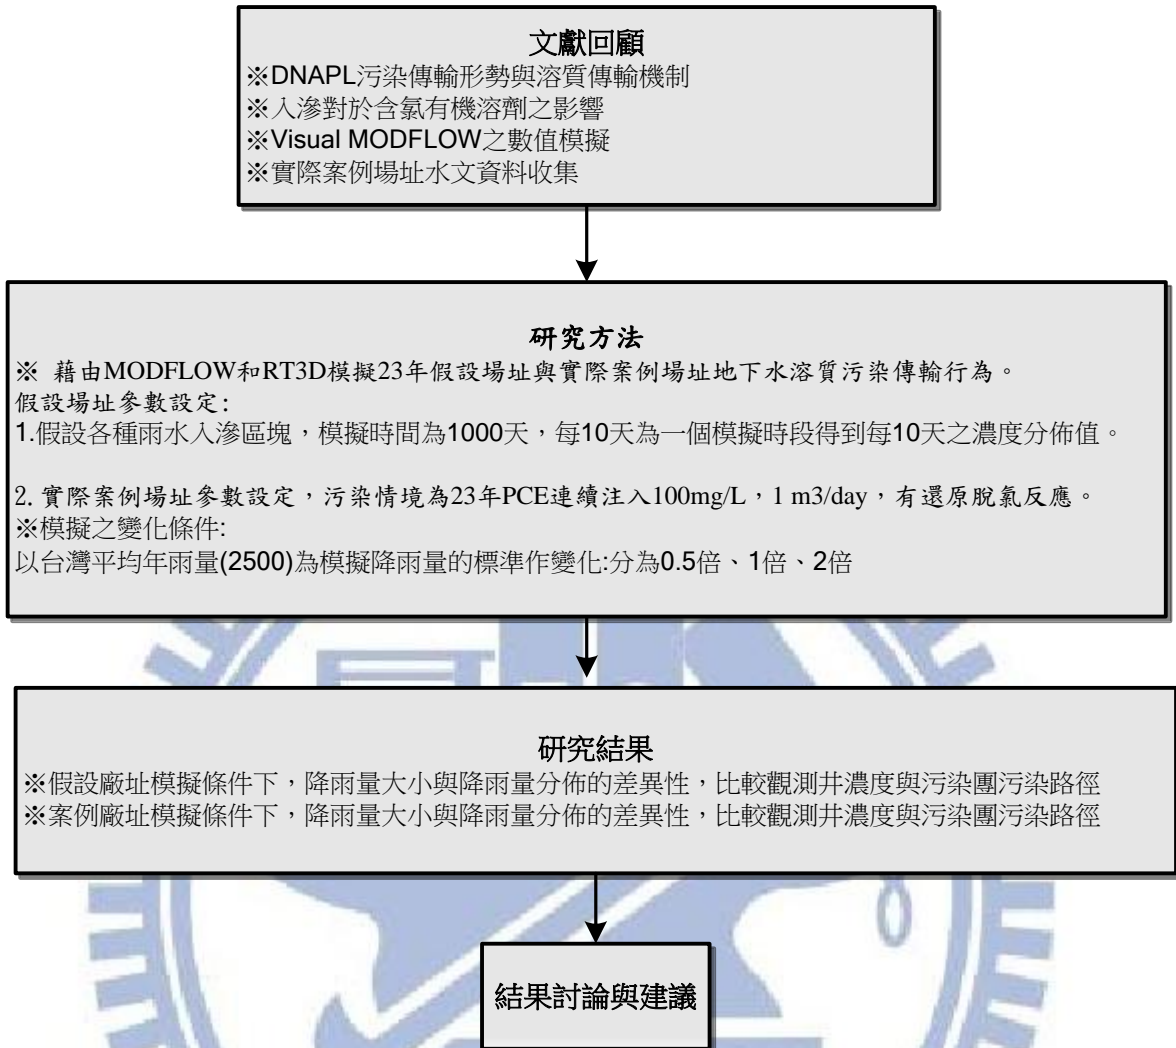 文獻回顧
※DNAPL污染傳輸形勢與溶質傳輸機制
※入滲對於含氯有機溶劑之影響
※Visual MODFLOW之數值模擬
※實際案例場址水文資料收集
研究方法
※ 藉由MODFLOW和RT3D模擬23年假設場址與實際案例場址地下水溶質污染傳輸行為。
假設場址參數設定:
1.假設各種雨水入滲區塊，模擬時間為1000天，每10天為一個模擬時段得到每10天之濃度分佈值。
2. 實際案例場址參數設定，污染情境為23年PCE連續注入100mg/L，1 m3/day，有還原脫氯反應。
※模擬之變化條件:
以台灣平均年雨量(2500)為模擬降雨量的標準作變化:分為0.5倍、1倍、2倍
研究結果
※假設廠址模擬條件下，降雨量大小與降雨量分佈的差異性，比較觀測井濃度與污染團污染路徑
※案例廠址模擬條件下，降雨量大小與降雨量分佈的差異性，比較觀測井濃度與污染團污染路徑
結果討論與建議